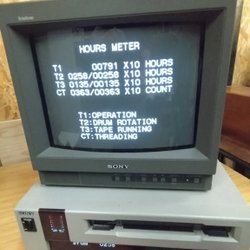 HOURS METER
T1 00791 X10 HOURS
T2 0258/00258 X10 HOURS
T3 0135/00135 X10 HOURS
CT 0363/00363 X10 COUNT
T1:OPERATION
T2:DRUM ROTATION
T3:TAPE RUNNING
CT:THREADING
SONY
SONY